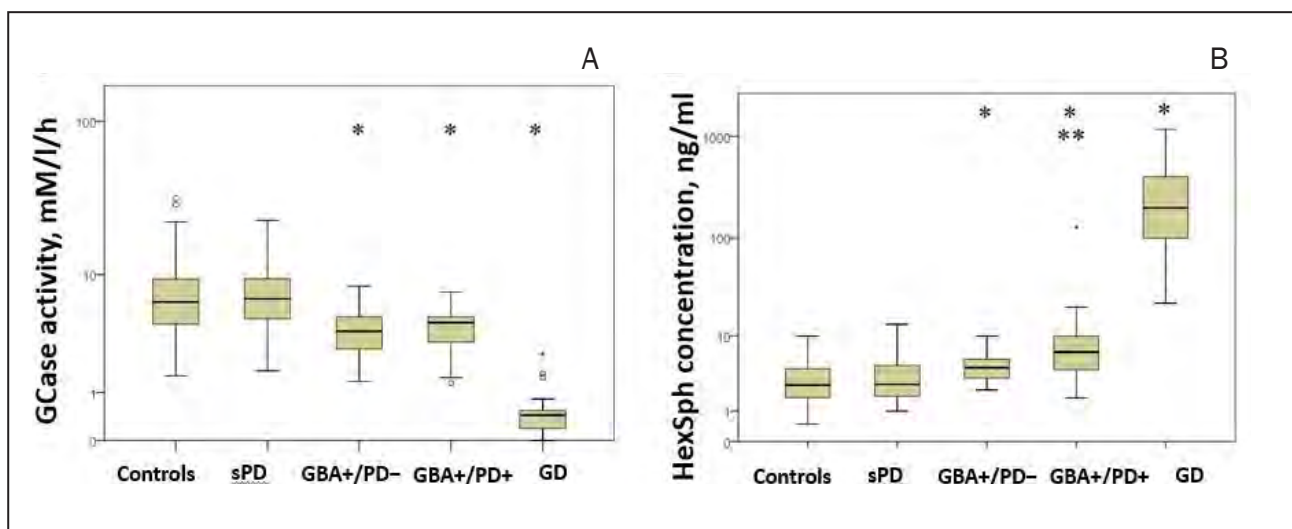 A
GCase activity, mM/l/h
100
10
1
0
*
*
*
Controls
sPD
GBA+/PD−
GBA+/PD+
GD
B
HexSph concentration, ng/ml
1000
100
10
1
0
*
*
**
*
Controls
sPD
GBA+/PD−
GBA+/PD+
GD